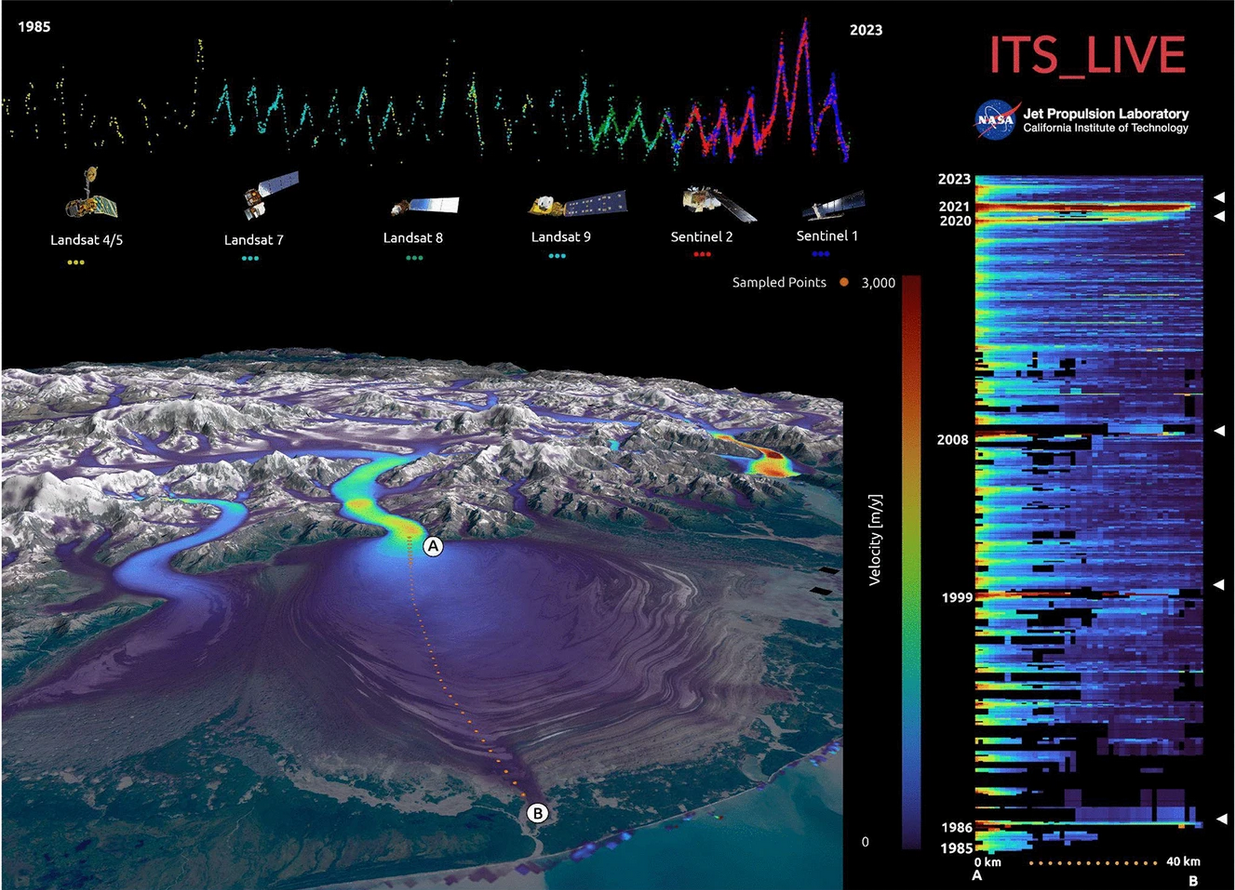 1985
2023
ITS_LIVE
NASA
Jet Propulsion Laboratory
California Institute of Technology
Landsat 4/5
Landsat 7
Landsat 8
Landsat 9
Sentinel 2
Sentinel 1
Sampled Points
3,000
Velocity [m/y]
0
A
B
2023
2021
2020
2008
1999
1986
1985
0 km
40 km
A
B